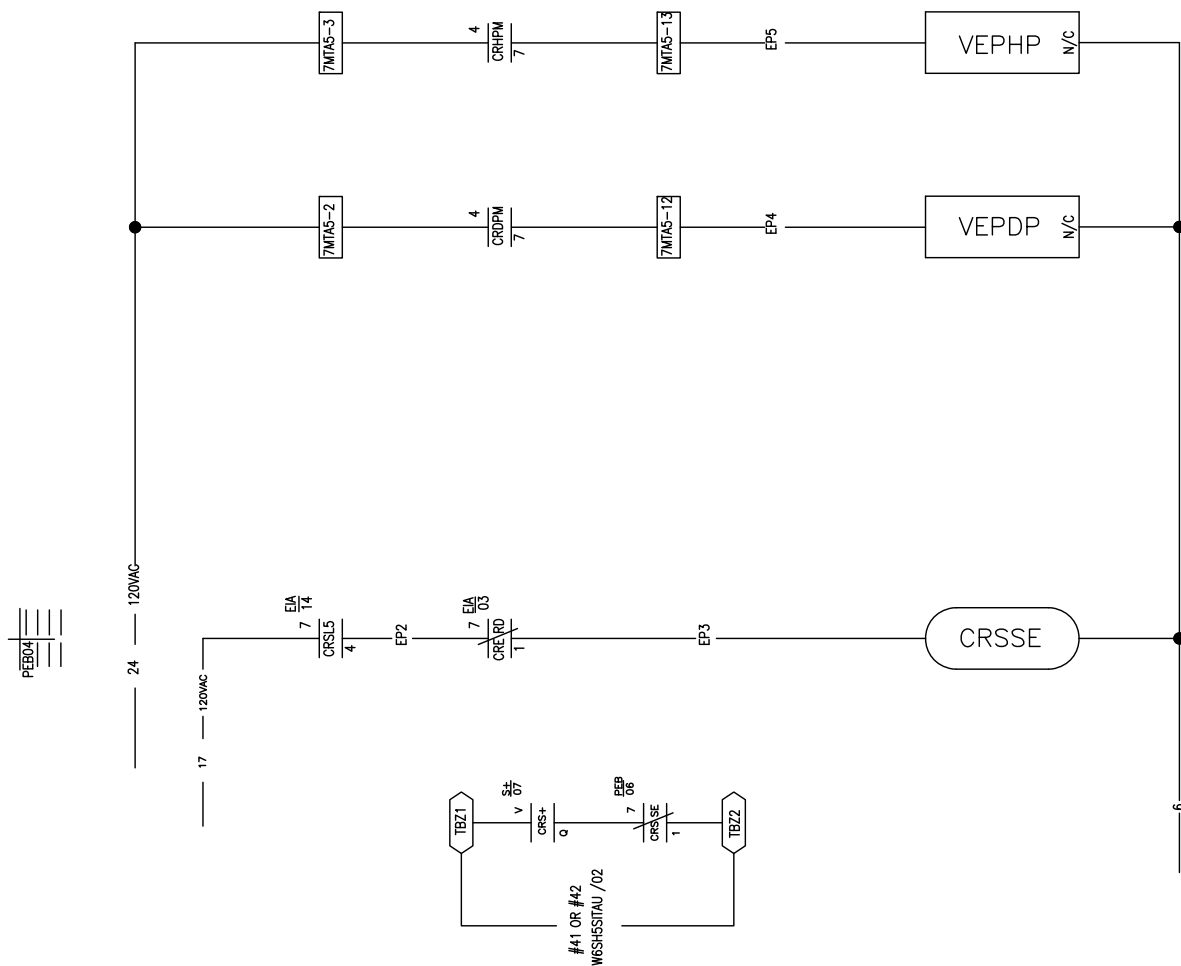 7MTA5-3
4
CRHPM
7
7MTA5-13
EP5
VEPHP
N/C
7MTA5-2
4
CRDPM
7
7MTA5-12
EP4
VEPDP
N/C
PEB04
24
120VAC
17
120VAC
EIA
14
7
CRSL5
4
EP2
EIA
03
7
CRERD
1
EP3
CRSSE
TBZ1
S+
07
V
CRS+
Q
PEB
06
7
CRSSE
1
TBZ2
#41 OR #42
W6SH5SITAU /02
6